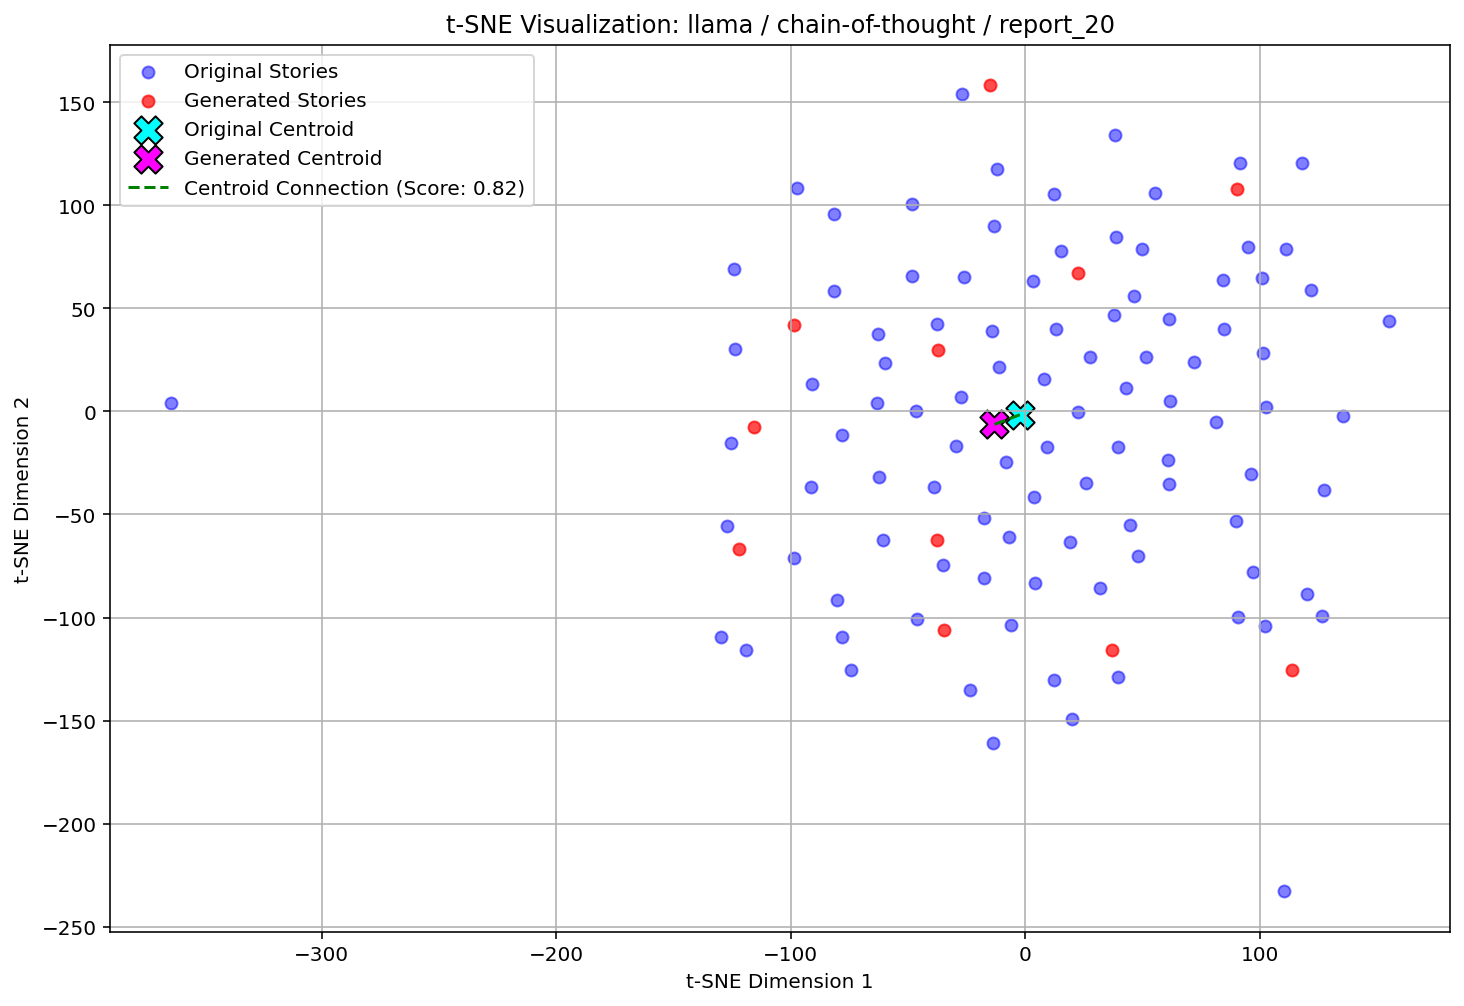 t-SNE Visualization: llama / chain-of-thought / report_20
Original Stories
Generated Stories
Original Centroid
Generated Centroid
Centroid Connection (Score: 0.82)
150
100
50
0
−50
−100
−150
−200
−250
t-SNE Dimension 2
−300
−200
−100
0
100
t-SNE Dimension 1